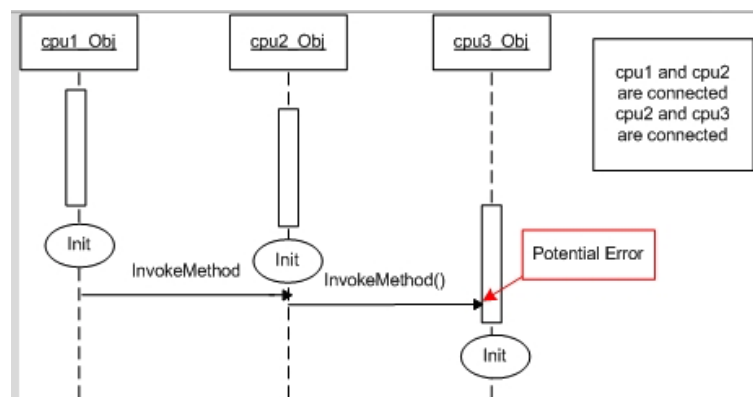 cpu1_Obj
cpu2_Obj
cpu3_Obj
cpu1 and cpu2
are connected
cpu2 and cpu3
are connected
Init
InvokeMethod
Init
InvokeMethod()
Potential Error
Init